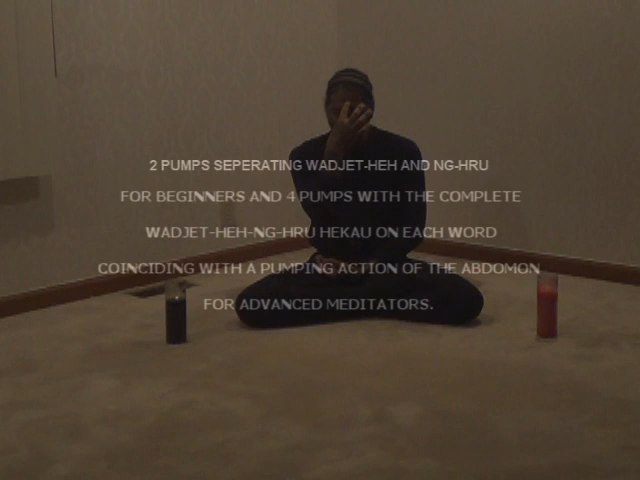 2 PUMPS SEPERATING WADJET-HEH AND NG-HRU
FOR BEGINNERS AND 4 PUMPS WITH THE COMPLETE
WADJET-HEH-NG-HRU HEKAU ON EACH WORD
COINCIDING WITH A PUMPING ACTION OF THE ABDOMON
FOR ADVANCED MEDITATORS.